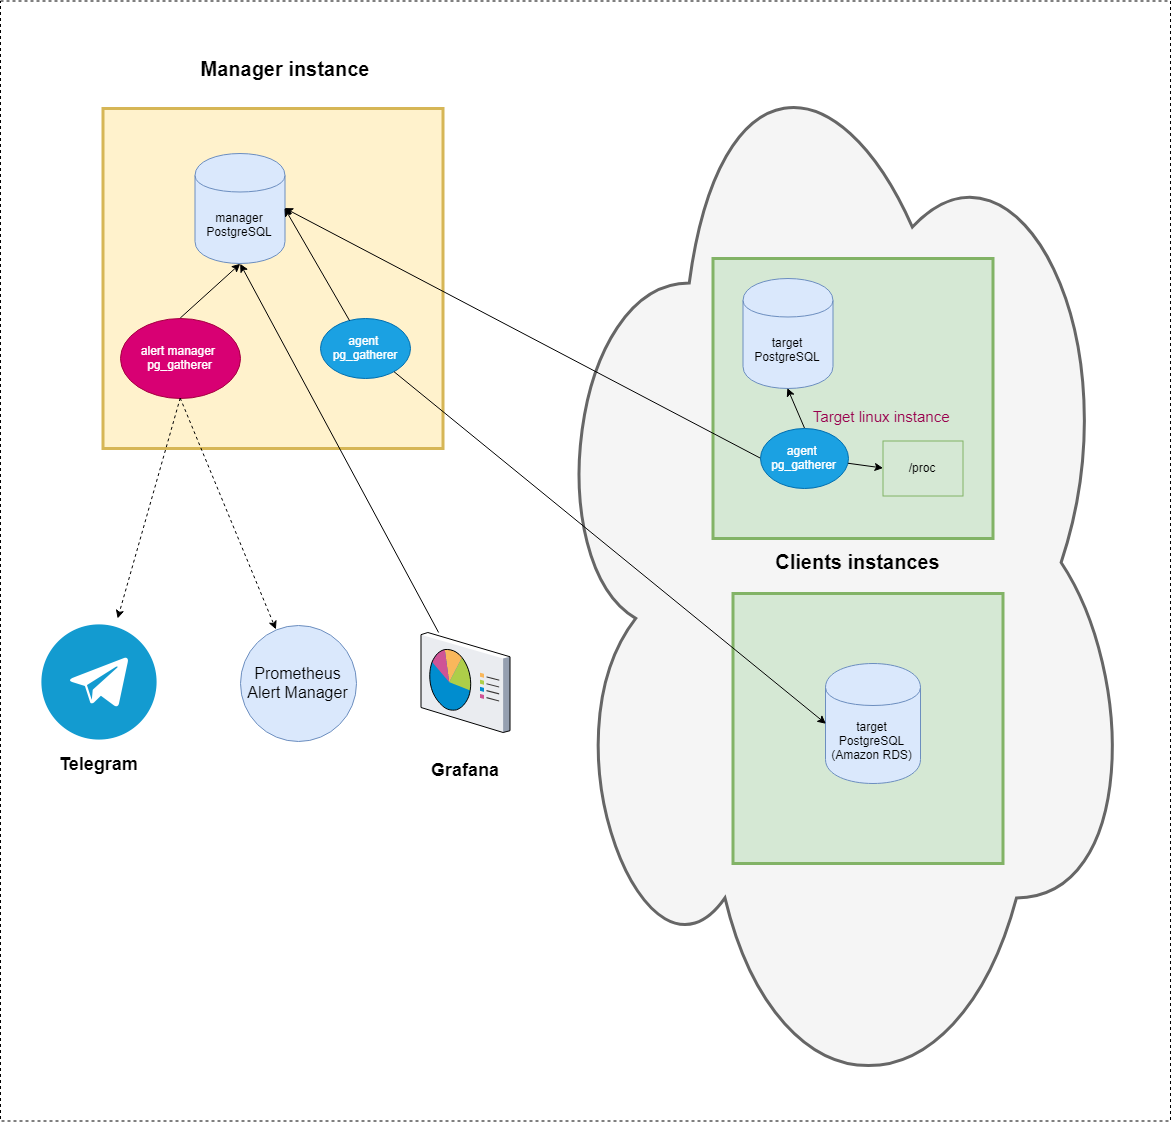 Manager instance
manager
PostgreSQL
alert manager
pg_gatherer
agent
pg_gatherer
target
PostgreSQL
Target linux instance
agent
pg_gatherer
/proc
Clients instances
target
PostgreSQL
(Amazon RDS)
Prometheus
Alert Manager
Telegram
Grafana